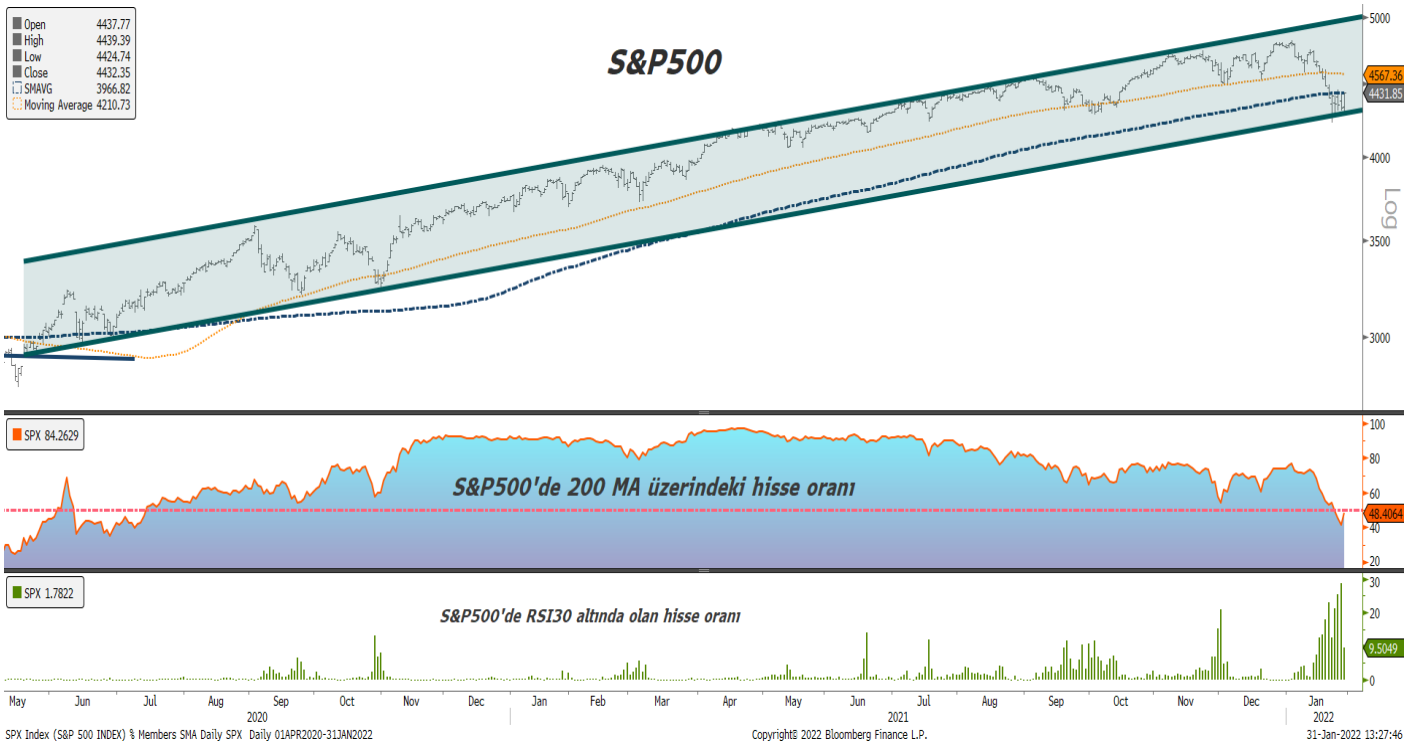 Open 4437.77
High 4439.39
Low 4424.74
Close 4432.35
SMAVG 3966.82
Moving Average 4210.73
S&P500
5000
4567.36
4431.85
4000
Log
3500
3000
SPX 84.2629
S&P500'de 200 MA üzerindeki hisse oranı
100
80
60
48.4064
40
20
SPX 1.7822
S&P500'de RSI30 altında olan hisse oranı
30
20
9.5049
0
May Jun Jul Aug Sep Oct Nov Dec Jan Feb Mar Apr May Jun Jul Aug Sep Oct Nov Dec Jan
2020 2021 2022
SPX Index (S&P 500 INDEX) % Members SMA Daily SPX Daily 01APR2020-31JAN2022 Copyright© 2022 Bloomberg Finance L.P. 31-Jan-2022 13:27:46